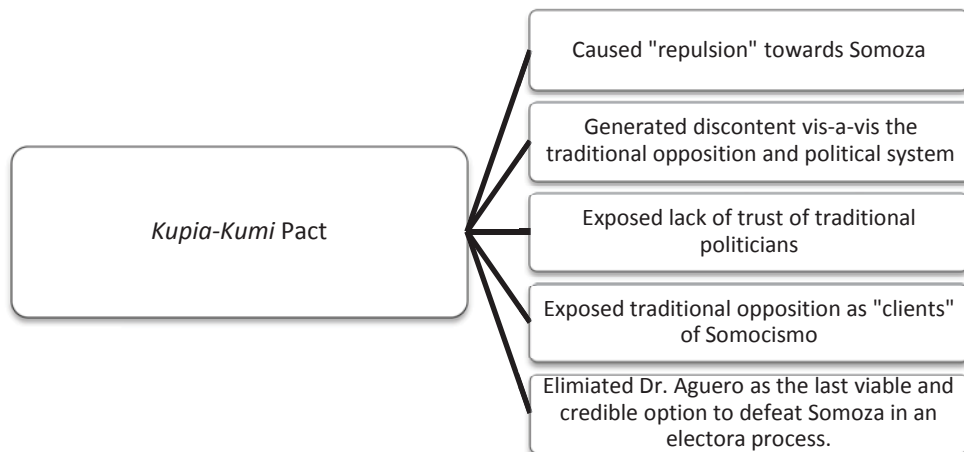 Kupia-Kumi Pact
Caused "repulsion" towards Somoza
Generated discontent vis-a-vis the
traditional opposition and political system
Exposed lack of trust of traditional
politicians
Exposed traditional opposition as "clients"
of Somocismo
Elimiated Dr. Aguero as the last viable and
credible option to defeat Somoza in an
electora process.